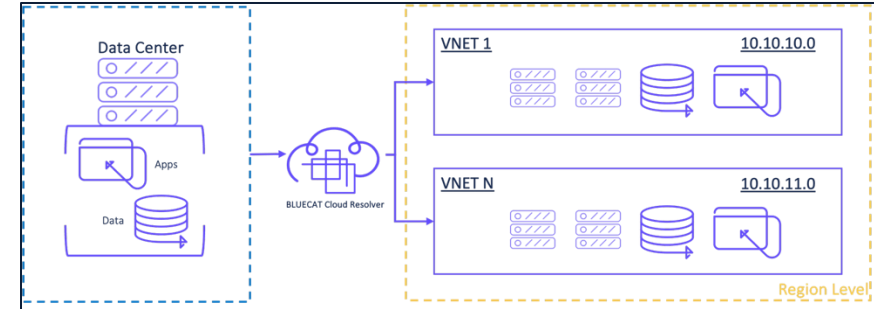 Data Center
Apps
Data
BLUECAT Cloud Resolver
VNET 1 10.10.10.0
VNET N 10.10.11.0
Region Level